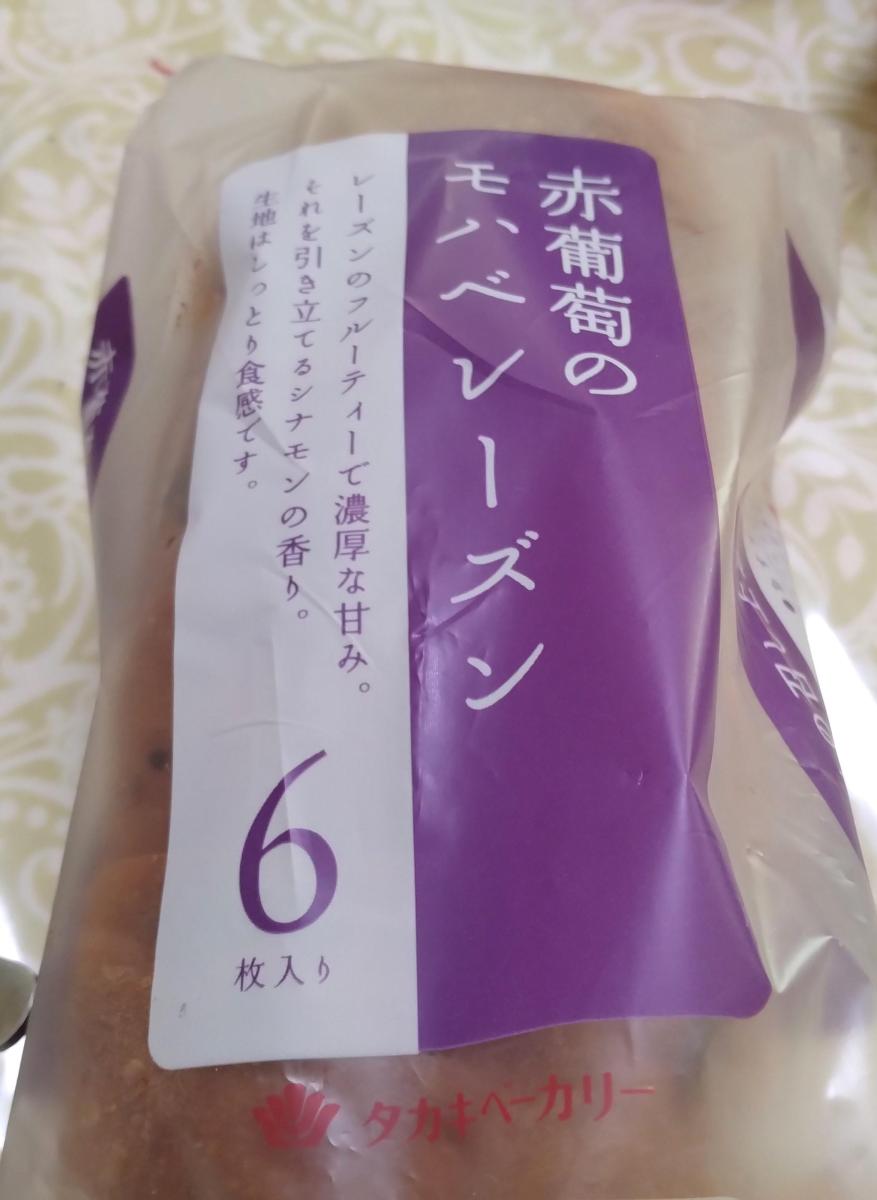 赤葡萄の
モハベレーズン
レーズンのフルーティーで濃厚な甘み。
それを引き立てるシナモンの香り。
生地はしっとり食感です。
6
枚入り
タカキベーカリー